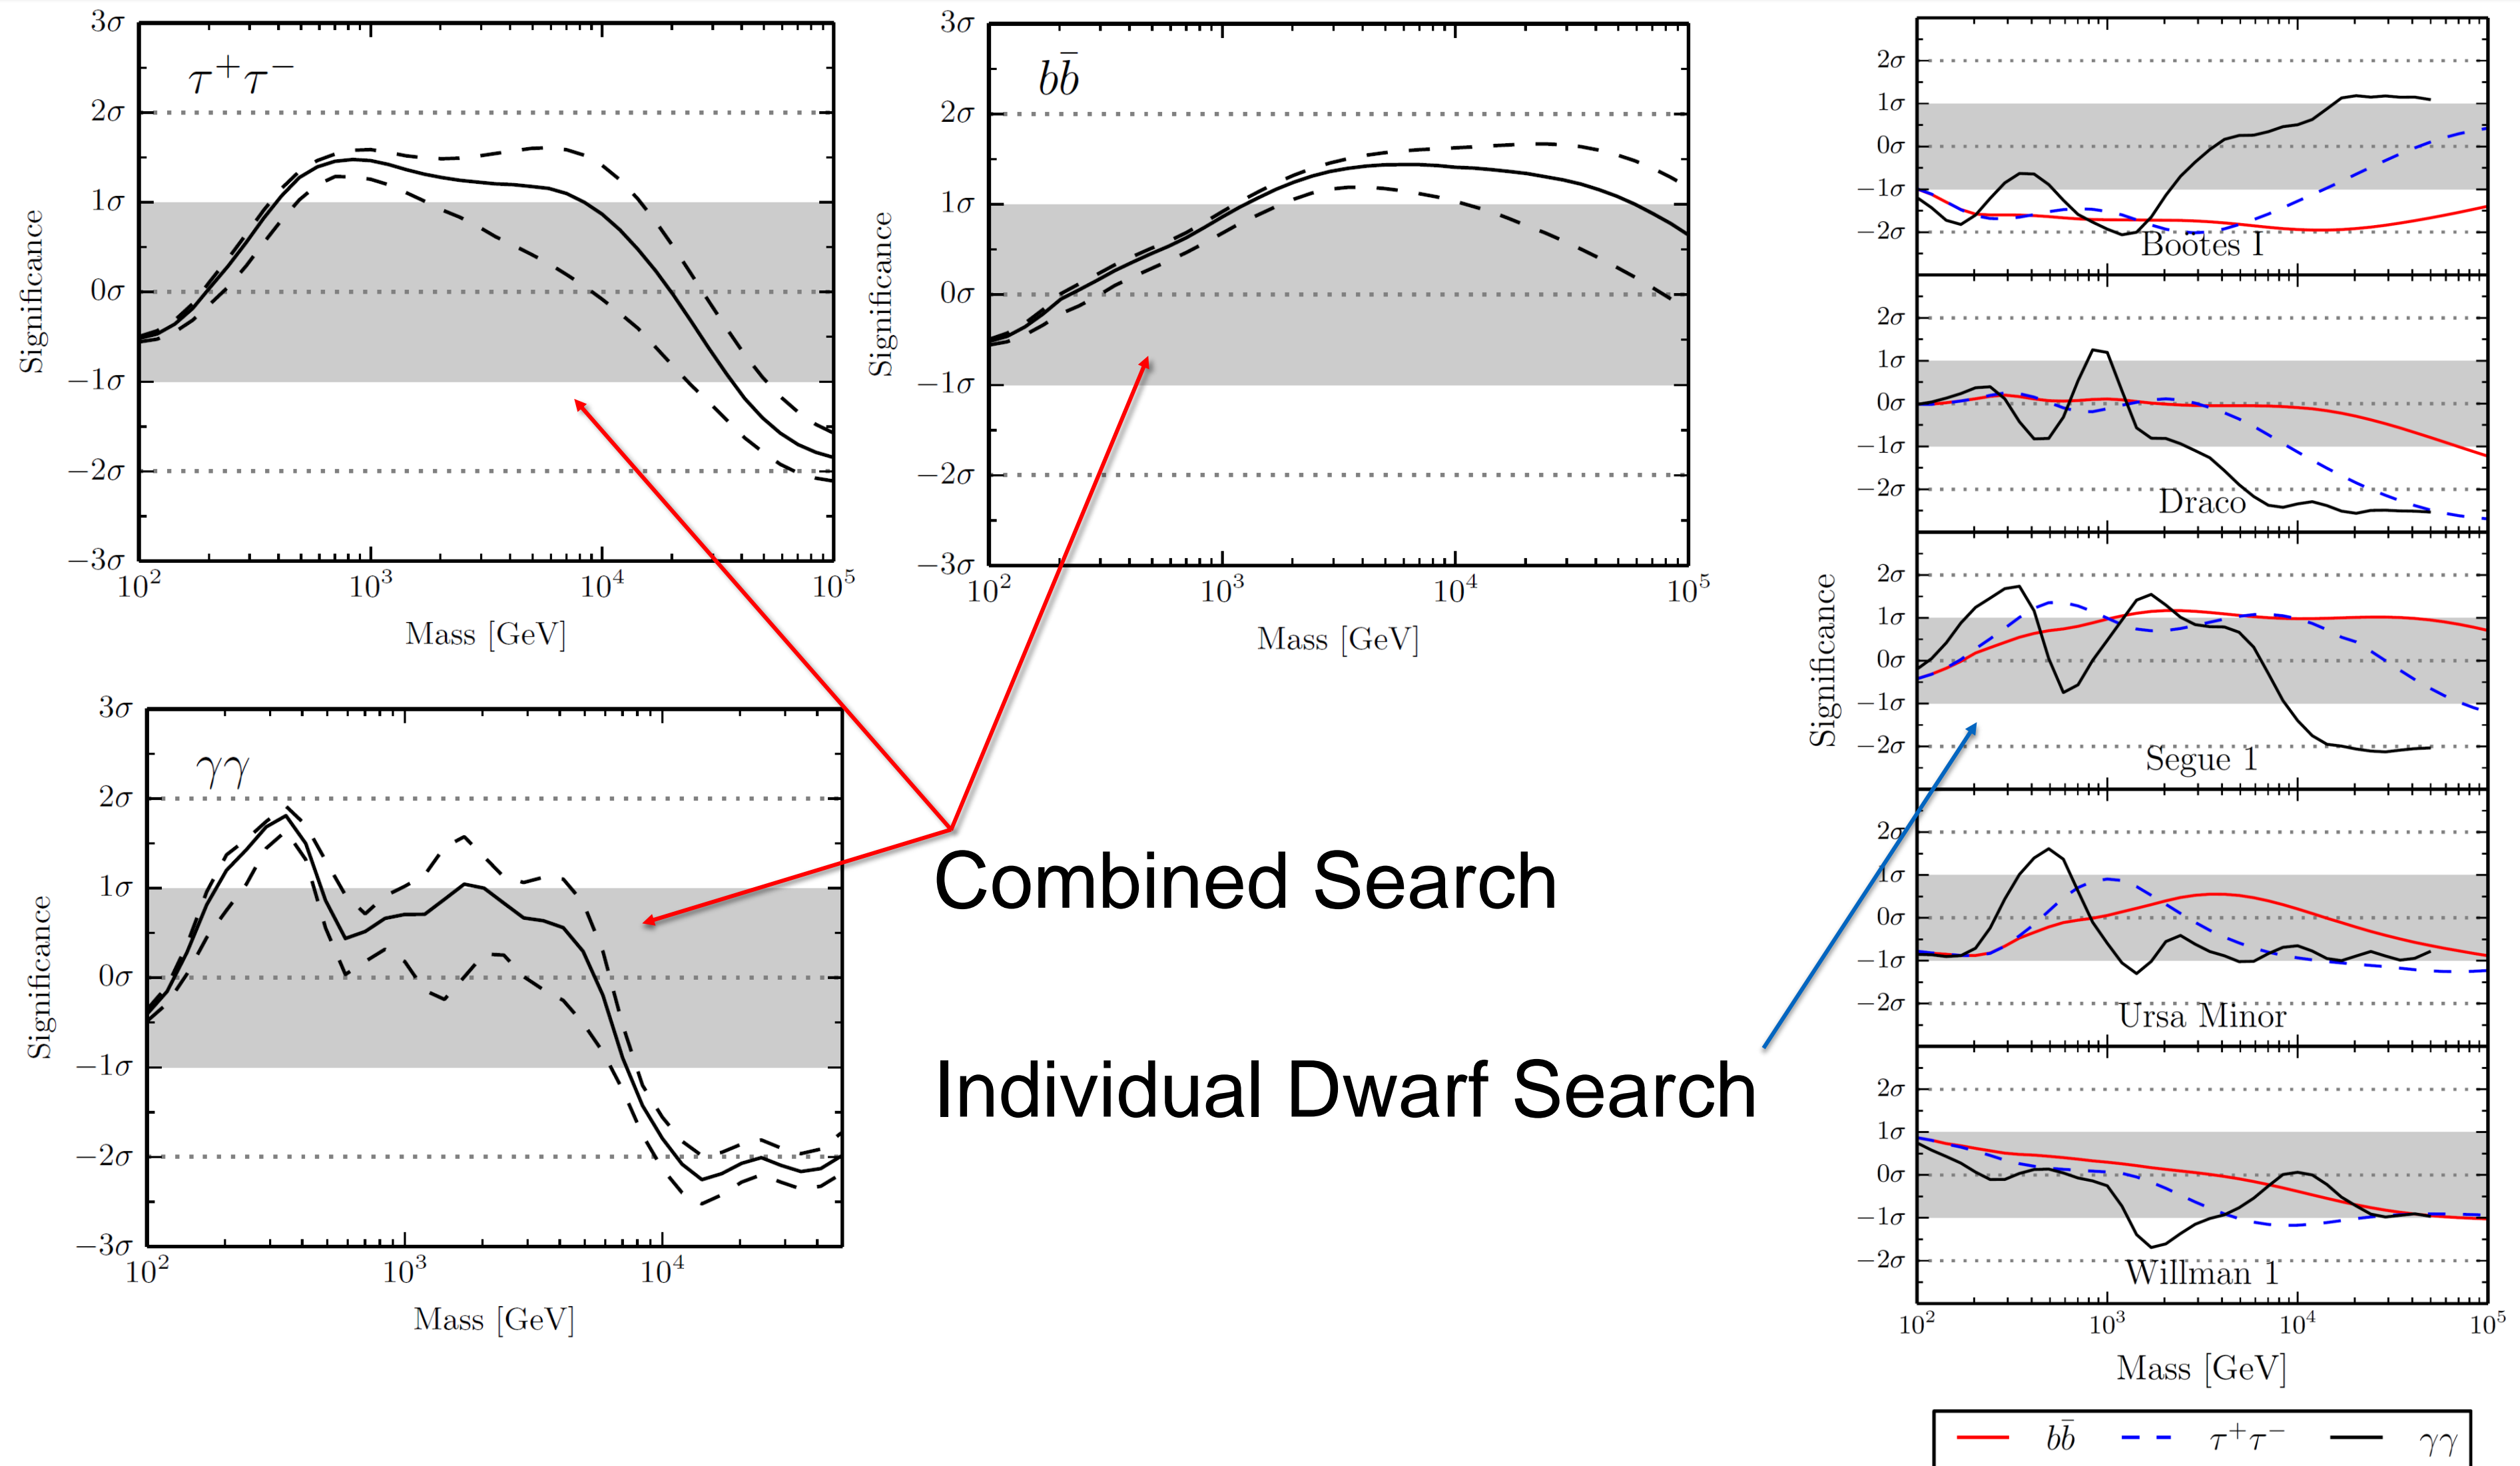 τ⁺τ⁻
3σ
2σ
1σ
0σ
−1σ
−2σ
−3σ
Significance
10² 10³ 10⁴ 10⁵
Mass [GeV]
bb̄
3σ
2σ
1σ
0σ
−1σ
−2σ
−3σ
Significance
10² 10³ 10⁴ 10⁵
Mass [GeV]
γγ
3σ
2σ
1σ
0σ
−1σ
−2σ
−3σ
Significance
10² 10³ 10⁴
Mass [GeV]
Combined Search
Individual Dwarf Search
Significance
2σ
1σ
0σ
−1σ
−2σ
Bootes I
2σ
1σ
0σ
−1σ
−2σ
Draco
2σ
1σ
0σ
−1σ
−2σ
Segue 1
2σ
1σ
0σ
−1σ
−2σ
Ursa Minor
2σ
1σ
0σ
−1σ
−2σ
Willman 1
10² 10³ 10⁴ 10⁵
Mass [GeV]
bb̄ τ⁺τ⁻ γγ